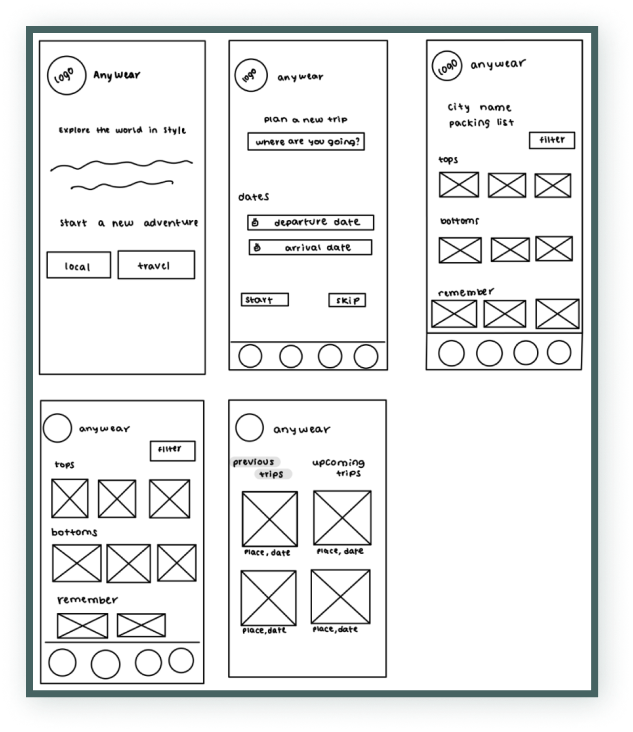 logo
Anywear
Explore the world in style
Start a new adventure
local
travel
logo
anywear
plan a new trip
where are you going?
dates
departure date
arrival date
start
skip
logo
anywear
city name
packing list
filter
tops
bottoms
remember
anywear
filter
tops
bottoms
remember
anywear
previous
trips
upcoming
trips
place, date
place, date
place, date
place, date